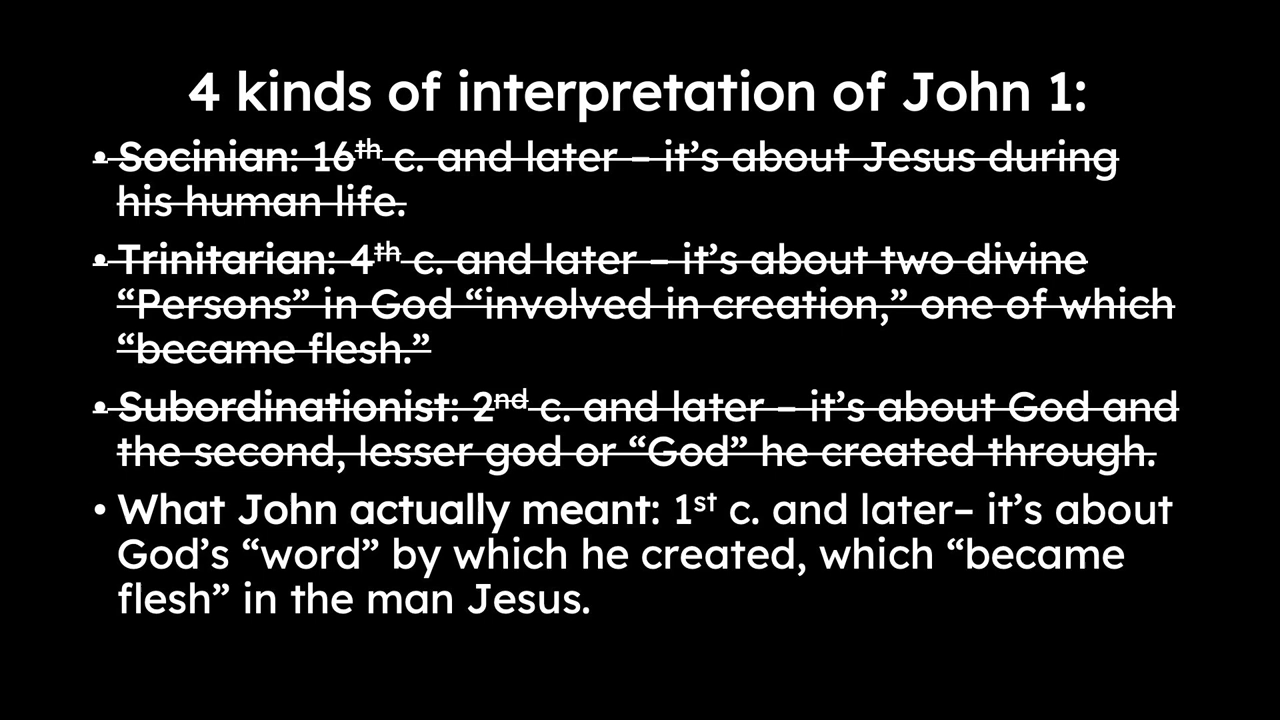 4 kinds of interpretation of John 1:
• Socinian: 16th c. and later – it’s about Jesus during
his human life.
• Trinitarian: 4th c. and later – it’s about two divine
“Persons” in God “involved in creation,” one of which
“became flesh.”
• Subordinationist: 2nd c. and later – it’s about God and
the second, lesser god or “God” he created through.
• What John actually meant: 1st c. and later– it’s about
God’s “word” by which he created, which “became
flesh” in the man Jesus.